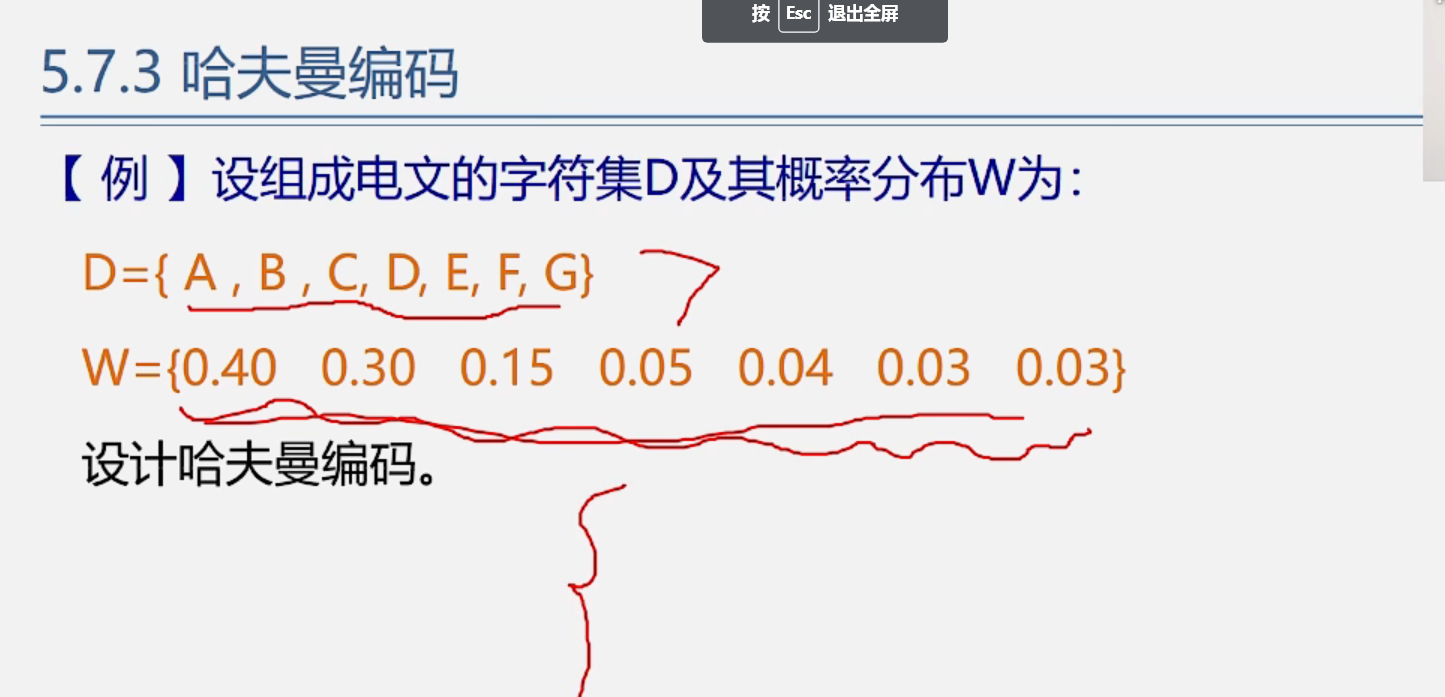 按 Esc 退出全屏
5.7.3 哈夫曼编码
【 例 】设组成电文的字符集D及其概率分布W为：
D={ A , B , C, D, E, F, G}
W={0.40 0.30 0.15 0.05 0.04 0.03 0.03}
设计哈夫曼编码。